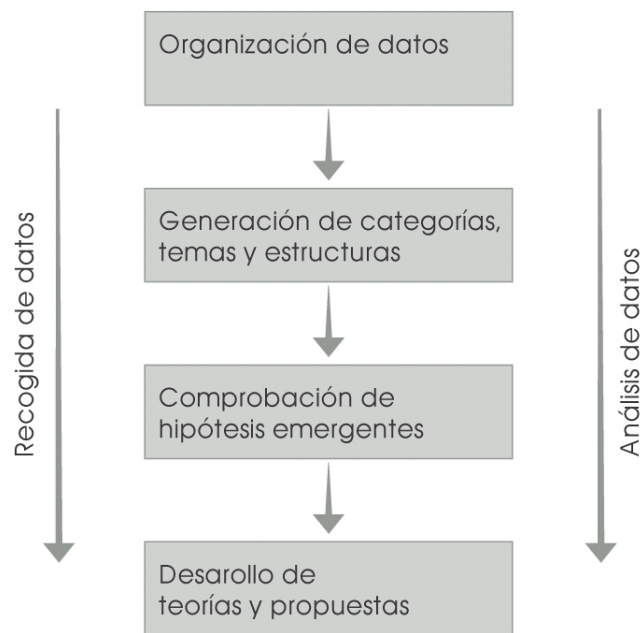 Organización de datos
Generación de categorías,
temas y estructuras
Comprobación de
hipótesis emergentes
Desarollo de
teorías y propuestas
Recogida de datos
Análisis de datos